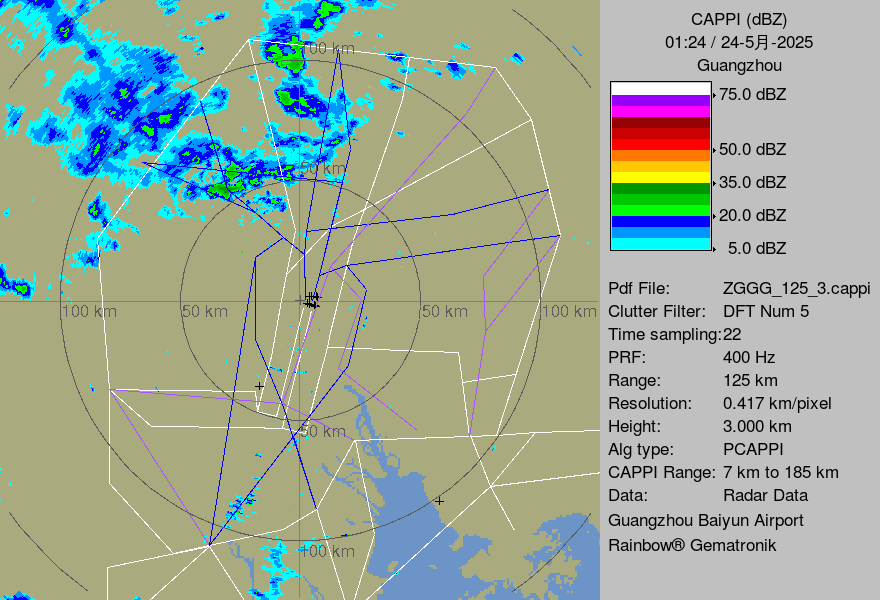 CAPPI (dBZ)
01:24 / 24-5月-2025
Guangzhou
75.0 dBZ
50.0 dBZ
35.0 dBZ
20.0 dBZ
5.0 dBZ
Pdf File: ZGGG_125_3.cappi
Clutter Filter: DFT Num 5
Time sampling:22
PRF: 400 Hz
Range: 125 km
Resolution: 0.417 km/pixel
Height: 3.000 km
Alg type: PCAPPI
CAPPI Range: 7 km to 185 km
Data: Radar Data
Guangzhou Baiyun Airport
Rainbow® Gematronik
100 km
50 km
100 km
50 km
50 km
100 km
50 km
100 km